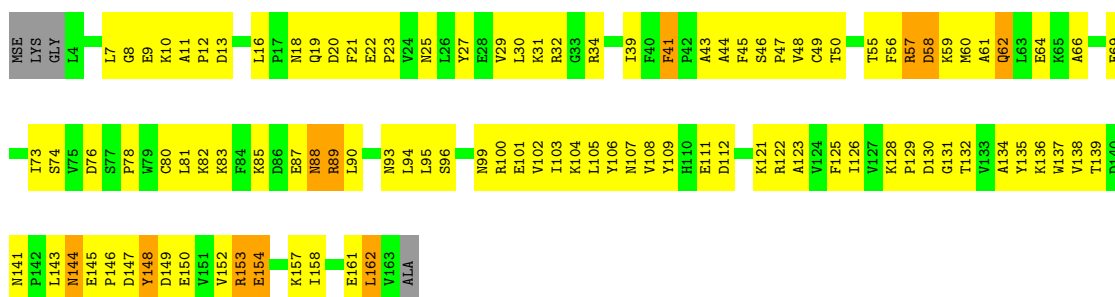 MSE LYS GLY L4 L7 G8 E9 K10 A11 P12 D13 L16 P17 N18 Q19 D20 F21 E22 P23 V24 N25 L26 Y27 E28 V29 L30 K31 R32 G33 R34 I39 F40 F41 P42 A43 A44 F45 S46 P47 V48 C49 T50 T55 F56 R57 D58 K59 M60 A61 Q62 L63 E64 K65 A66
I73 S74 V75 D76 S77 P78 W79 C80 L81 K82 K83 F84 K85 D86 E87 N88 R89 L90 N93 L94 L95 S96 N99 R100 E101 V102 I103 K104 L105 Y106 N107 V108 Y109 H110 E111 D112 K121 R122 A123 V124 F125 I126 V127 K128 P129 D130 G131 T132 V133 A134 Y135 K136 W137 V138 T139
N141 P142 L143 N144 E145 P146 D147 Y148 D149 E150 V151 V152 R153 E154 K157 I158 E161 L162 V163 ALA